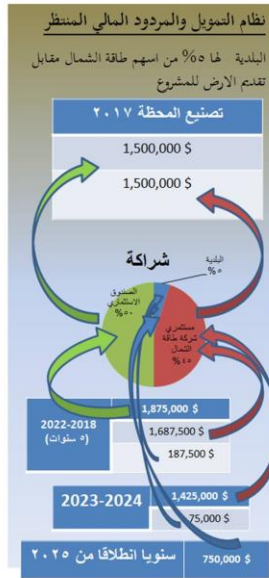 نظام التمويل والمردود المالي المنتظر
البلدية لها ٥% من اسهم طاقة الشمال مقابل
تقديم الارض للمشروع
تصنيع المحظة ٢٠١٧
1,500,000 $
1,500,000 $
شراكة
البلدية
٥%
الصندوق
الاستثماري
٥٠%
مستثمري
شركة طاقة
الشمال
٤٥%
1,875,000 $
2022-2018
(٥ سنوات)
1,687,500 $
187,500 $
2023-2024
1,425,000 $
75,000 $
سنويا انطلاقا من ٢٠٢٥
750,000 $